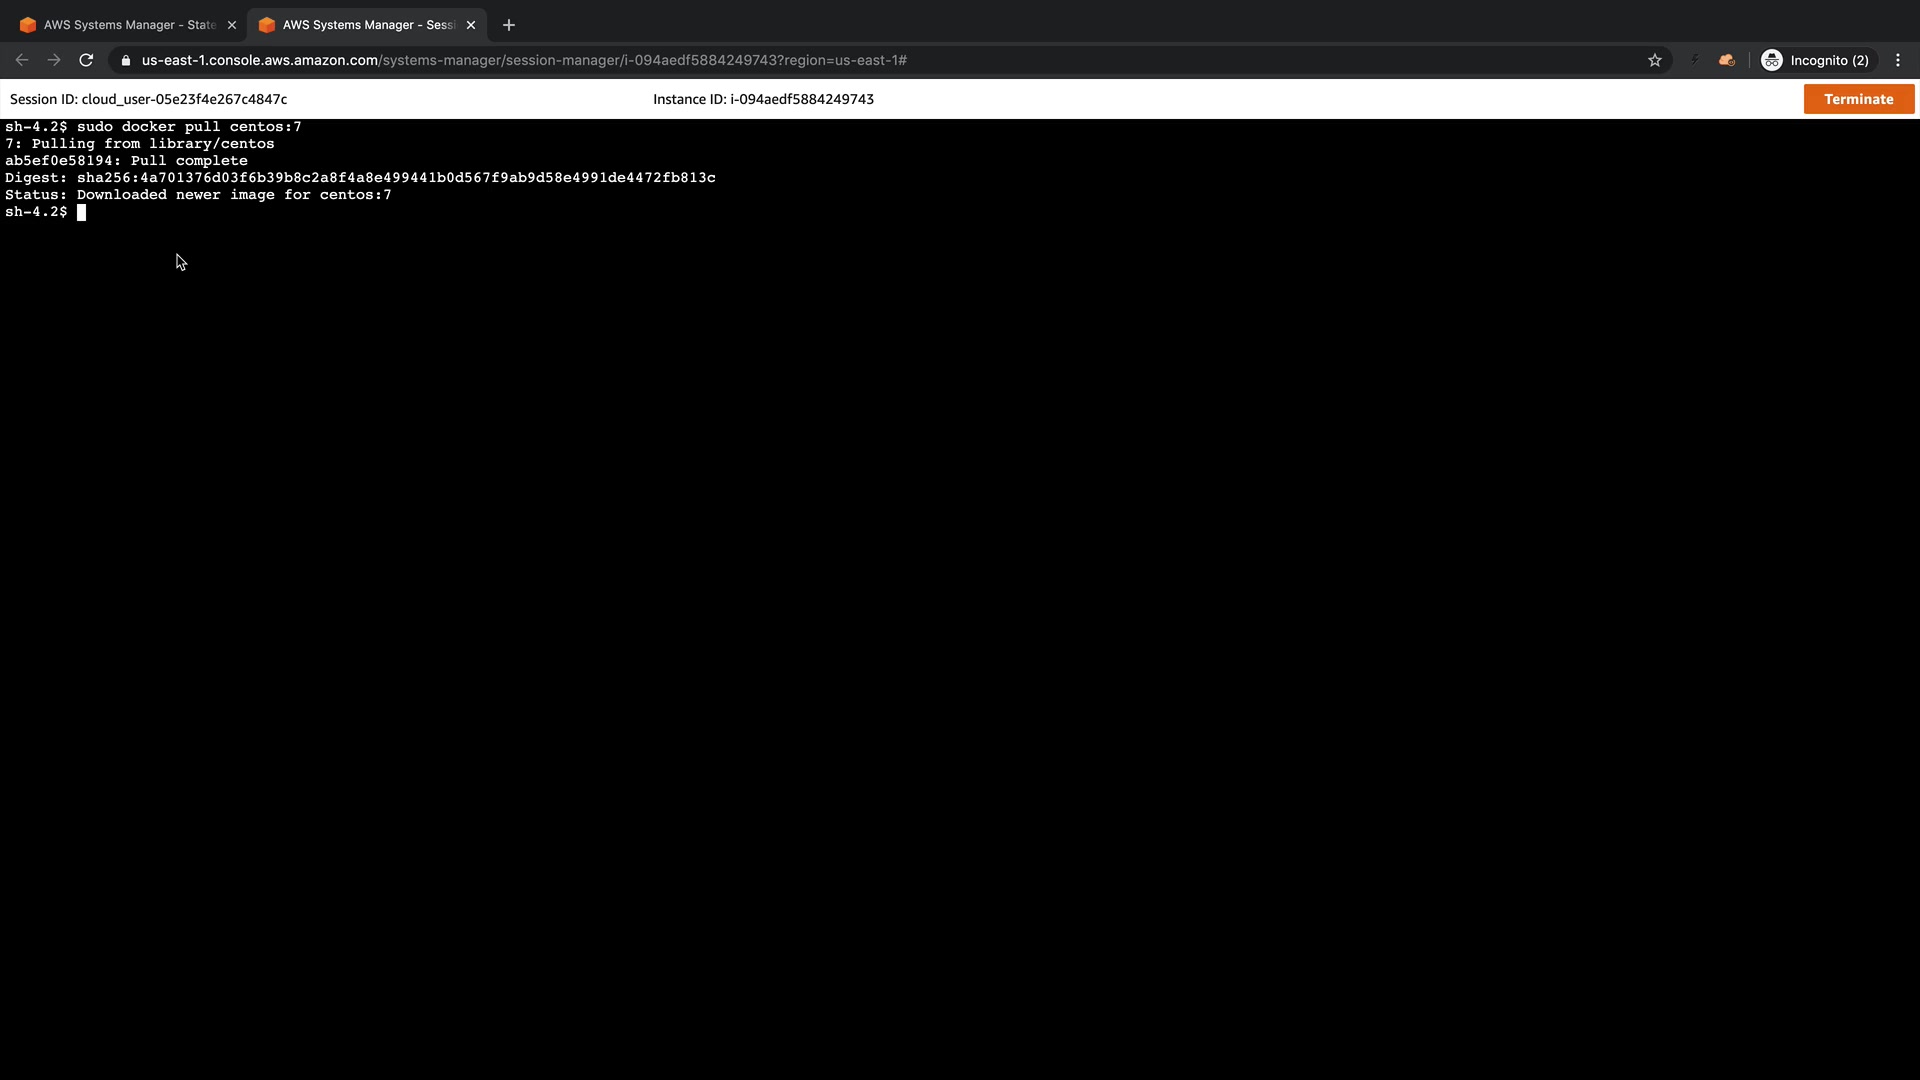 AWS Systems Manager - State
AWS Systems Manager - Sessi
us-east-1.console.aws.amazon.com/systems-manager/session-manager/i-094aedf5884249743?region=us-east-1#
Incognito (2)
Session ID: cloud_user-05e23f4e267c4847c
Instance ID: i-094aedf5884249743
Terminate
sh-4.2$ sudo docker pull centos:7
7: Pulling from library/centos
ab5ef0e58194: Pull complete
Digest: sha256:4a701376d03f6b39b8c2a8f4a8e499441b0d567f9ab9d58e4991de4472fb813c
Status: Downloaded newer image for centos:7
sh-4.2$